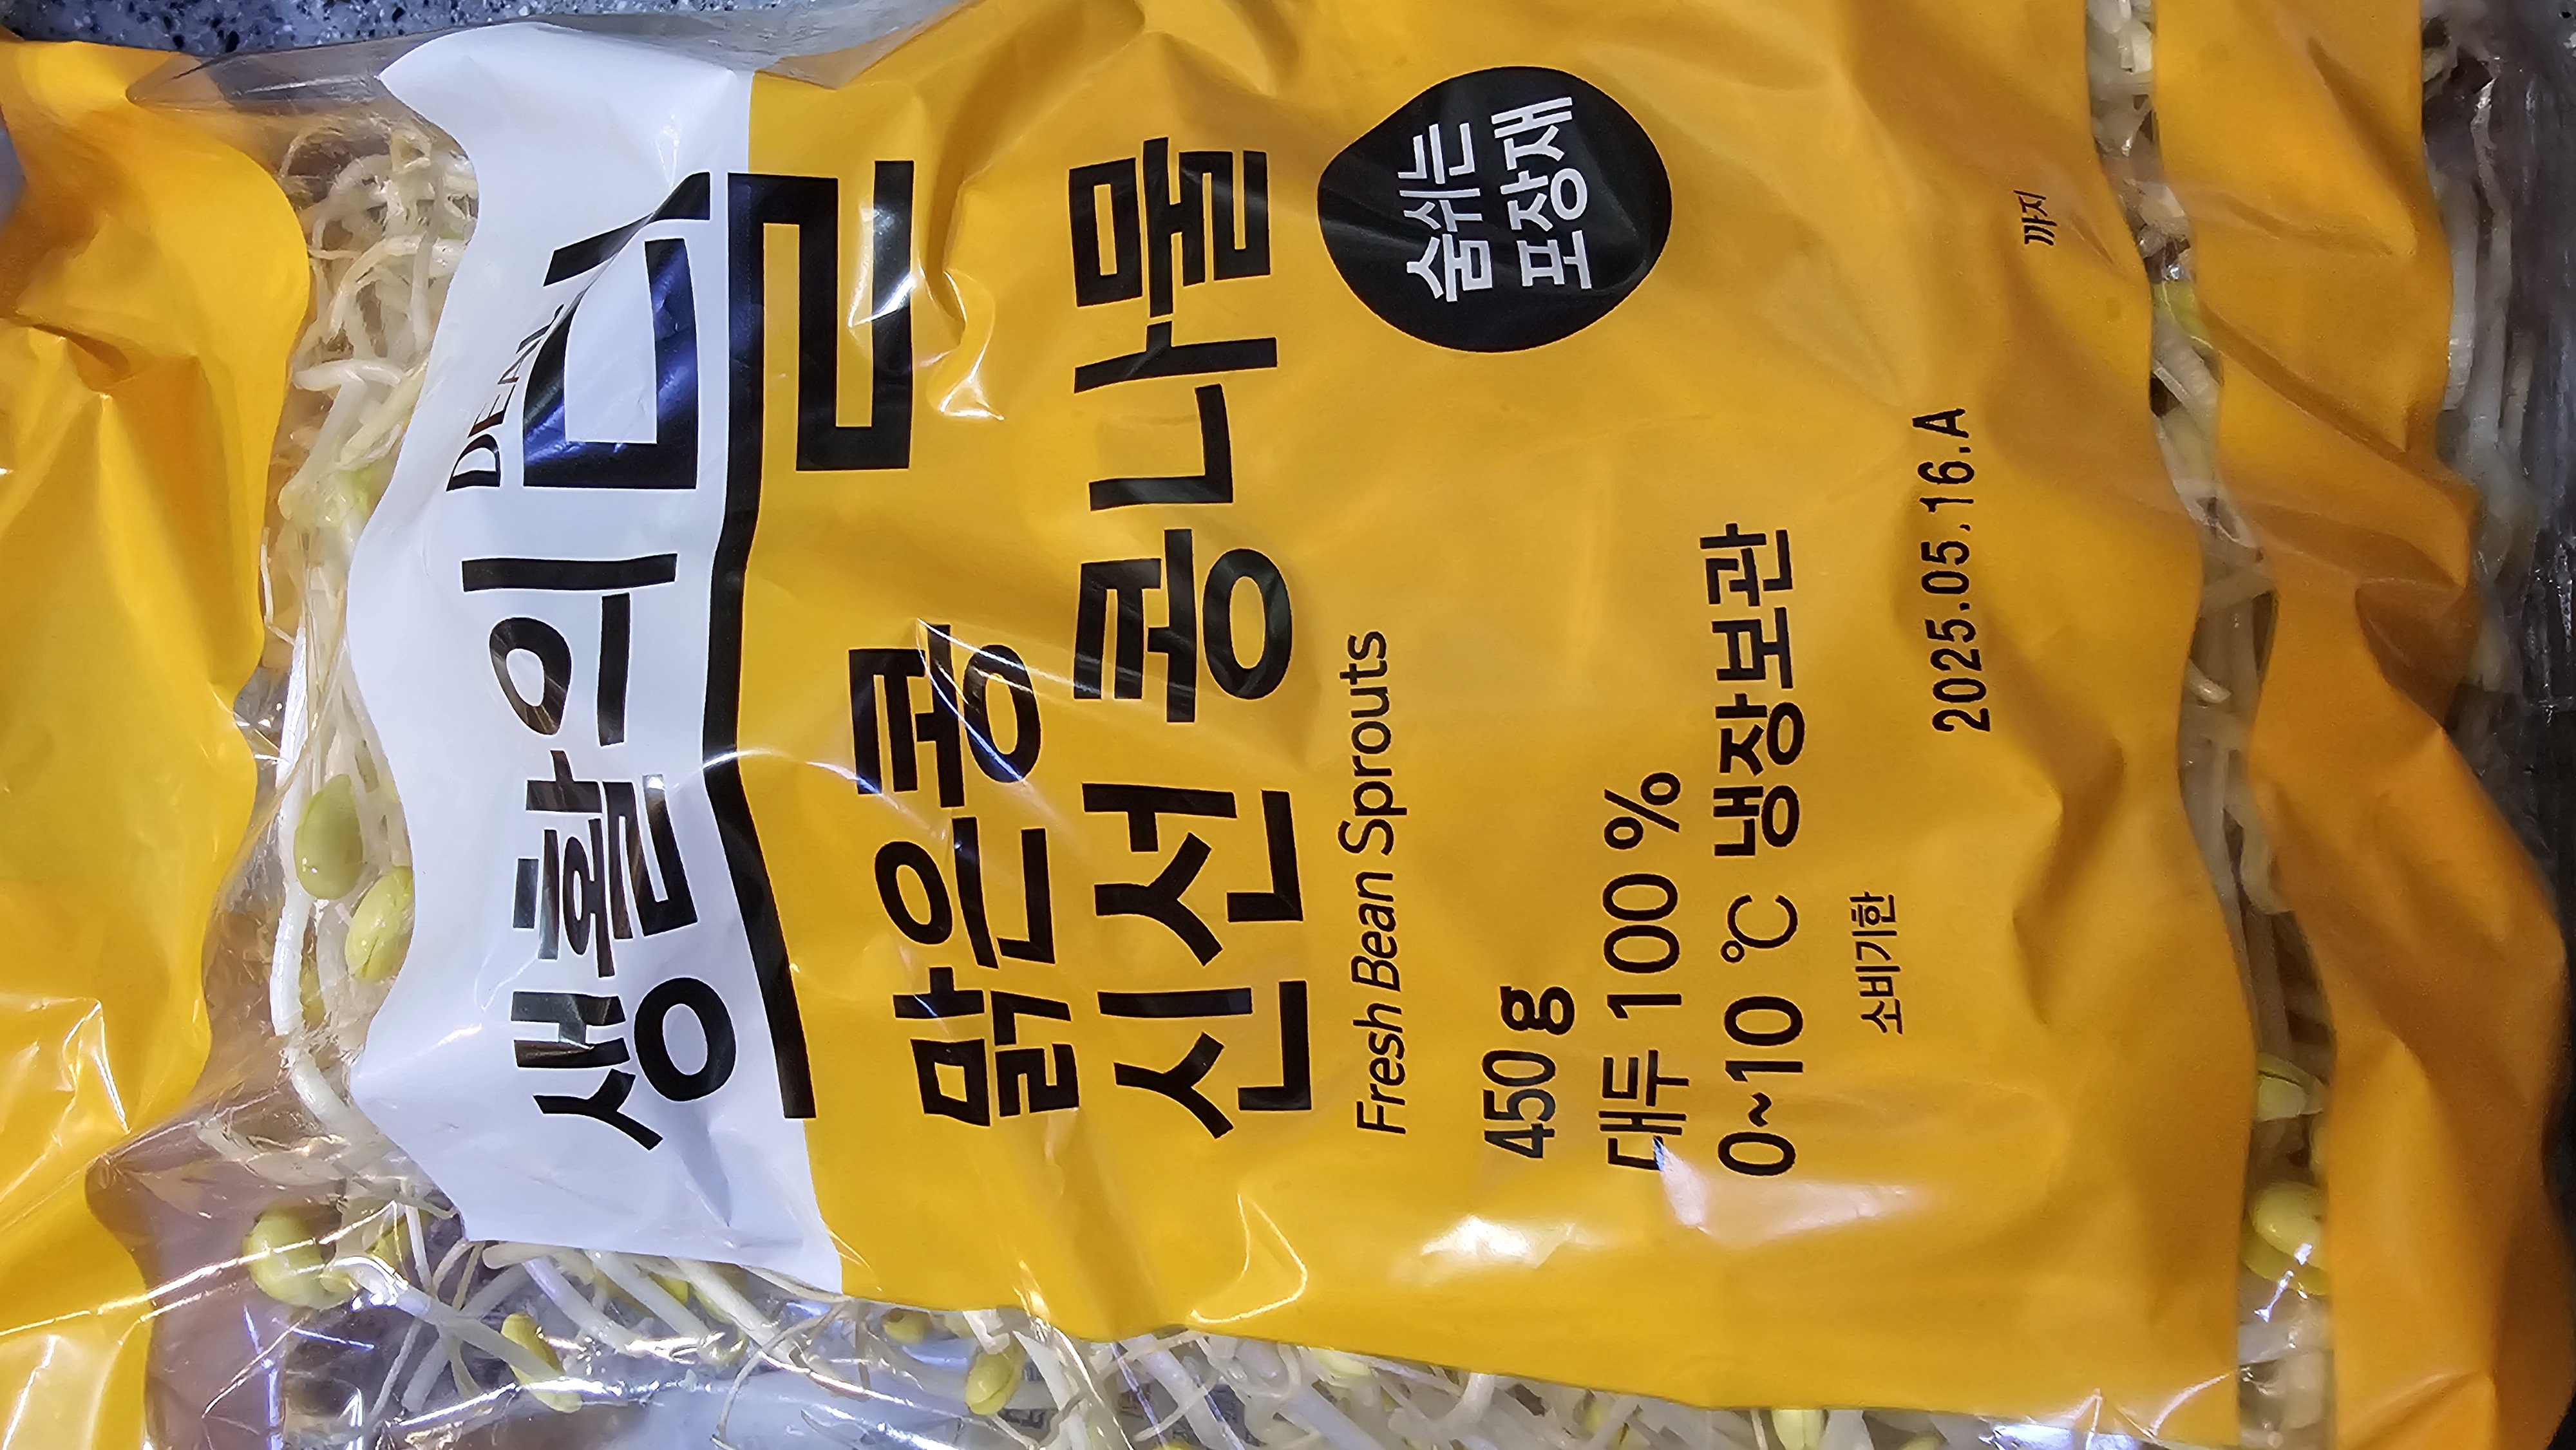 생활의딜
DEAL
맑은콩
신선 콩나물
Fresh Bean Sprouts
숨쉬는
포장재
450 g
대두 100 %
0~10 ℃ 냉장보관
소비기한
2025.05.16.A
까지